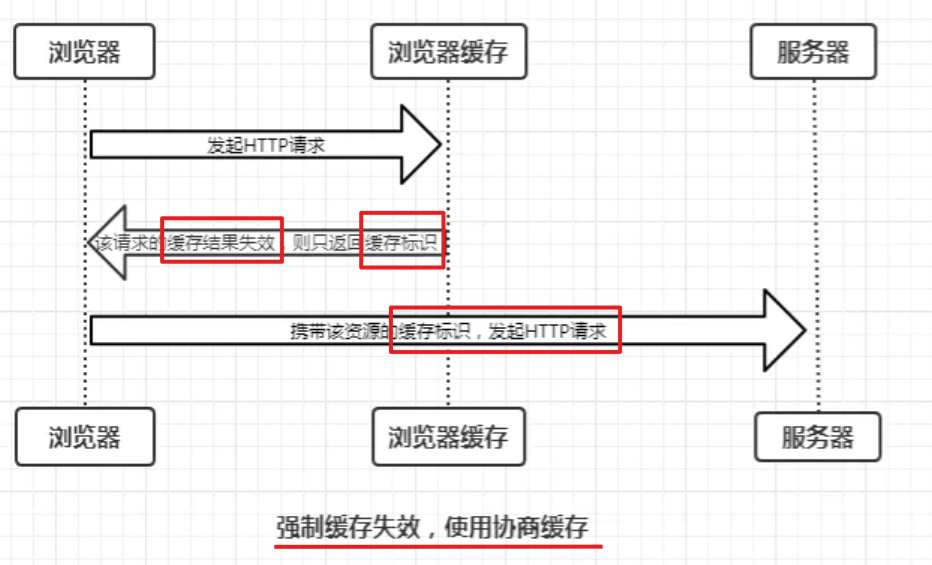 浏览器
浏览器缓存
服务器
发起HTTP请求
该请求的缓存结果失效，则只返回缓存标识
携带该资源的缓存标识，发起HTTP请求
浏览器
浏览器缓存
服务器
强制缓存失效，使用协商缓存